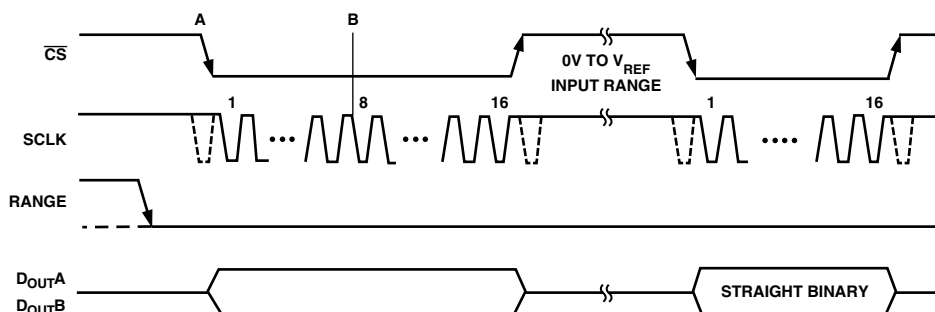 A
B
CS
0V TO VREF
INPUT RANGE
1
8
16
1
16
SCLK
RANGE
DOUTA
STRAIGHT BINARY
DOUTB